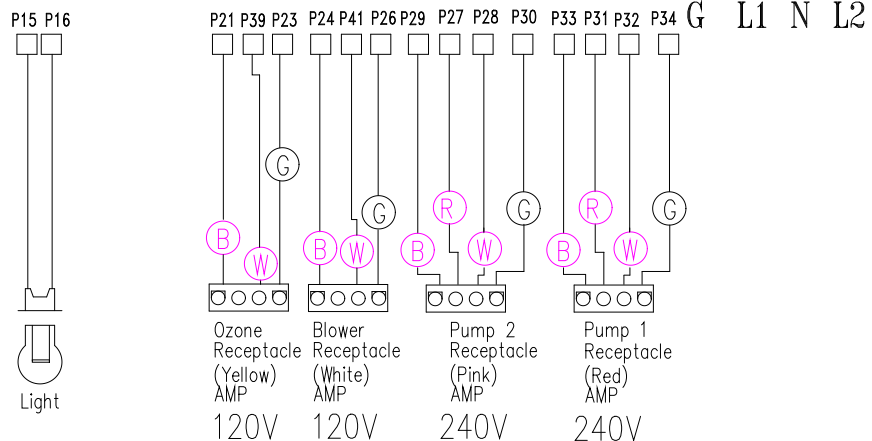 P15 P16 P21 P39 P23 P24 P41 P26 P29 P27 P28 P30 P33 P31 P32 P34 G L1 N L2
G
G R G R G
B W B W B W B W
Light
Ozone
Receptacle
(Yellow)
AMP
120V
Blower
Receptacle
(White)
AMP
120V
Pump 2
Receptacle
(Pink)
AMP
240V
Pump 1
Receptacle
(Red)
AMP
240V